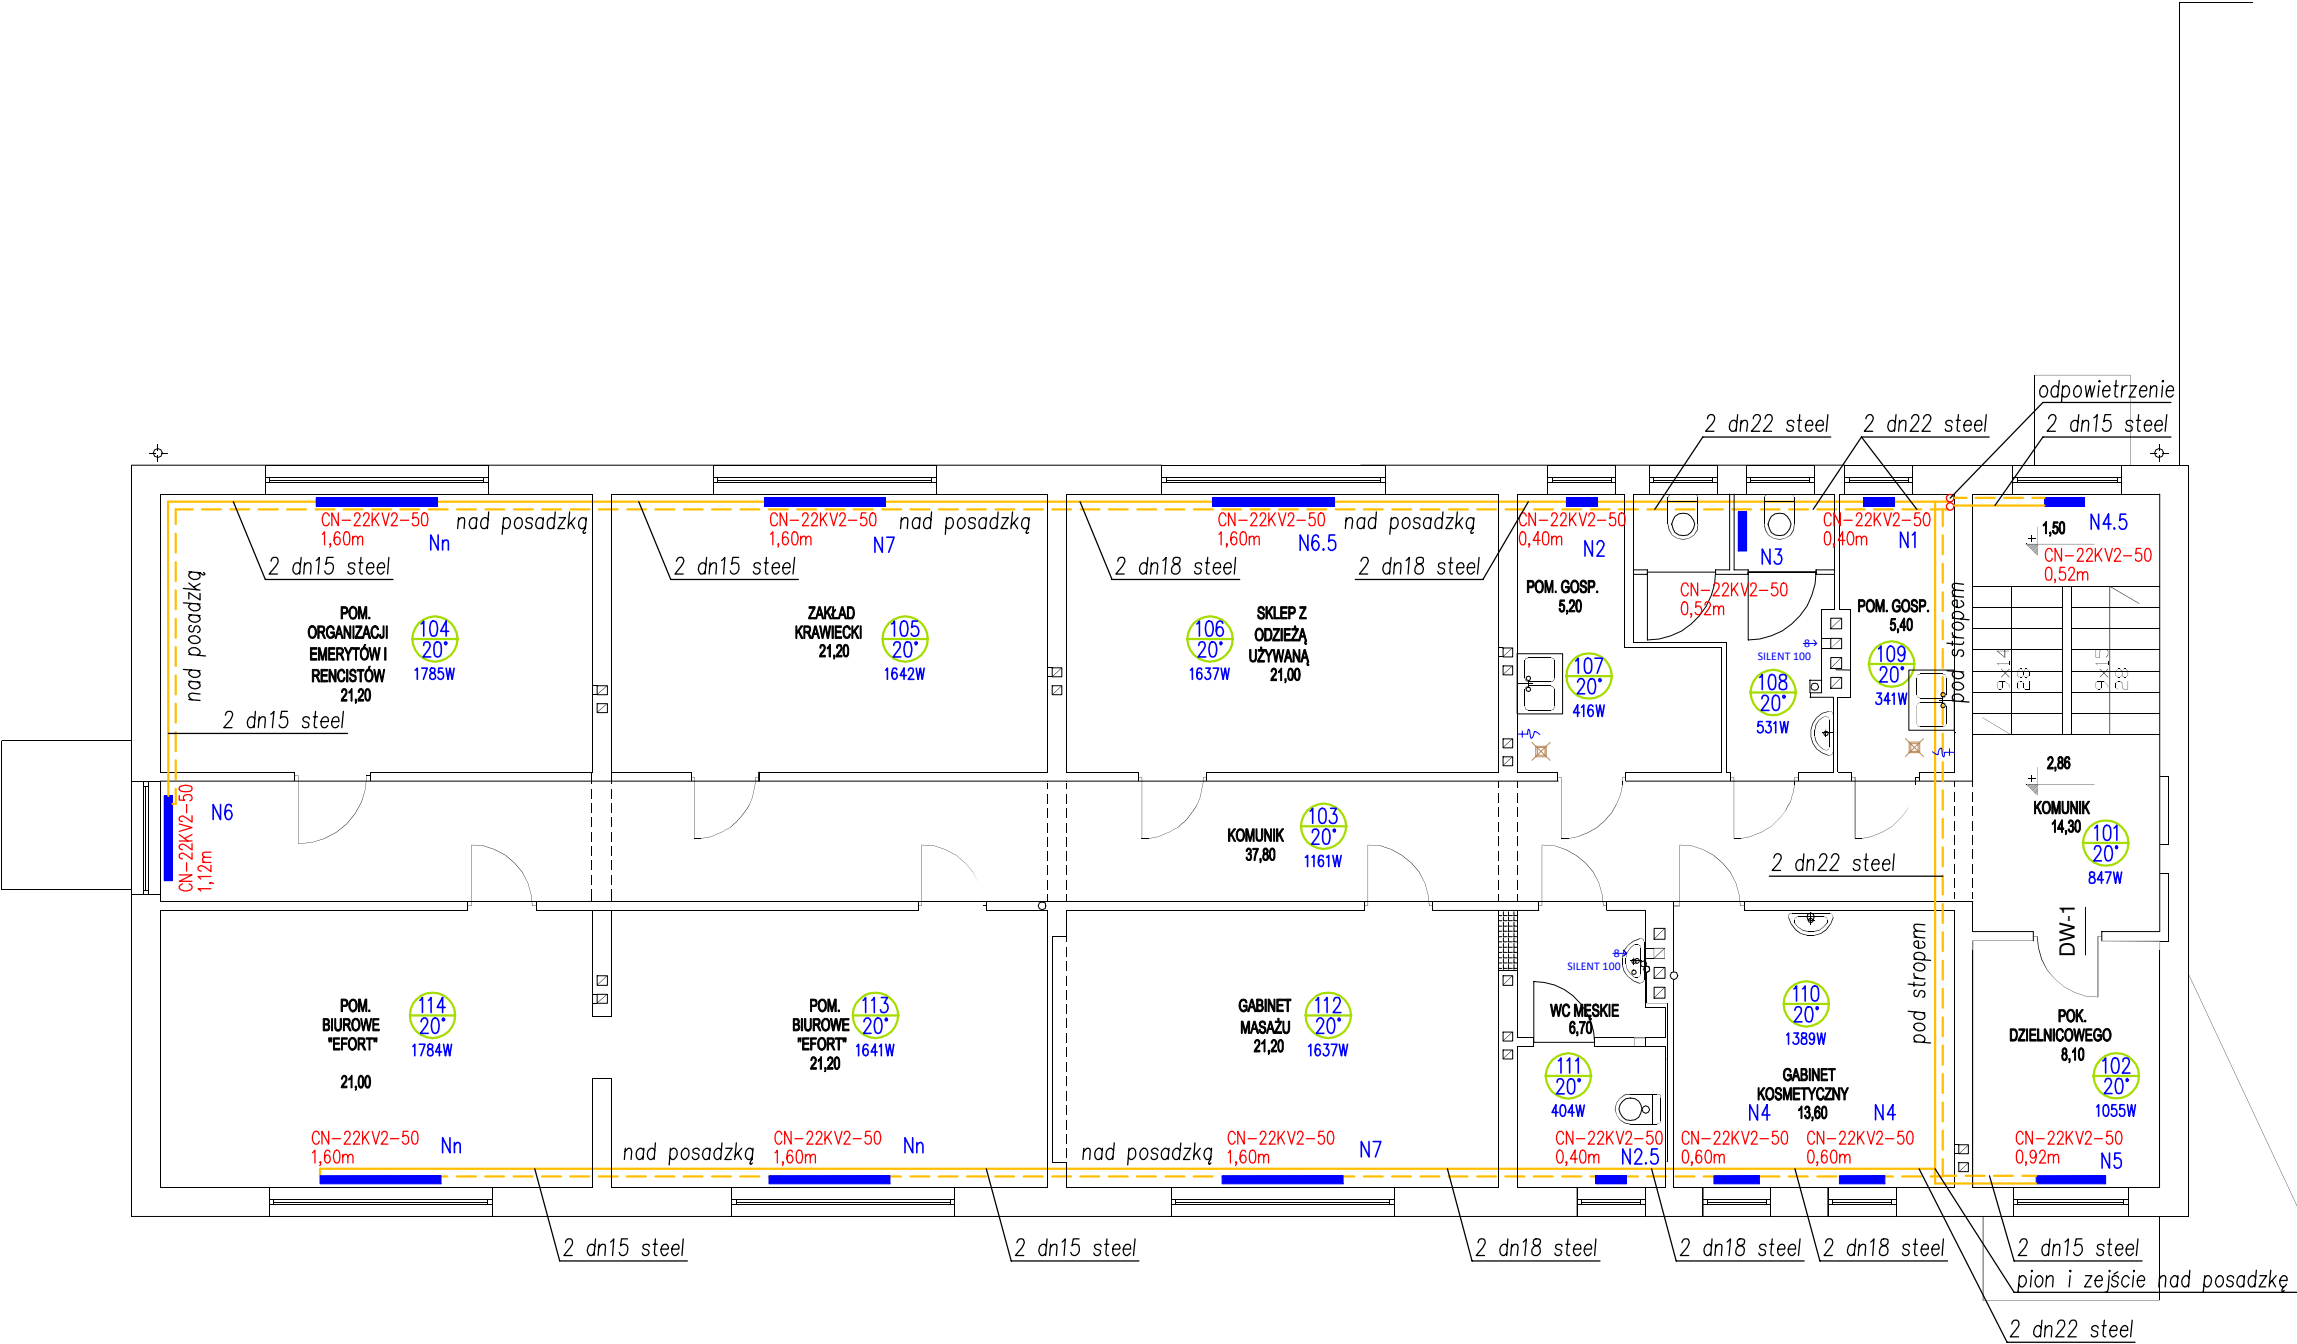 odpowietrzenie
2 dn22 steel
2 dn22 steel
2 dn15 steel
CN-22KV2-50
1,60m
Nn
nad posadzką
CN-22KV2-50
1,60m
N7
nad posadzką
CN-22KV2-50
1,60m
N6.5
nad posadzką
CN-22KV2-50
0,40m
N2
N3
CN-22KV2-50
0,52m
CN-22KV2-50
0,40m
N1
N4.5
1,50
CN-22KV2-50
0,52m
2 dn15 steel
2 dn15 steel
2 dn18 steel
2 dn18 steel
nad posadzką
POM.
ORGANIZACJI
EMERYTÓW I
RENCISTÓW
21,20
104
20°
1785W
ZAKŁAD
KRAWIECKI
21,20
105
20°
1642W
106
20°
1637W
SKLEP Z
ODZIEŻĄ
UŻYWANĄ
21,00
POM. GOSP.
5,20
107
20°
416W
SILENT 100
108
20°
531W
POM. GOSP.
5,40
109
20°
341W
pod stropem
9x14
28
9x15
28
2 dn15 steel
N6
CN-22KV2-50
1,12m
KOMUNIK
37,80
103
20°
1161W
2 dn22 steel
2,86
KOMUNIK
14,30
101
20°
847W
DW-1
pod stropem
POM.
BIUROWE
"EFORT"
21,00
114
20°
1784W
POM.
BIUROWE
"EFORT"
21,20
113
20°
1641W
GABINET
MASAŻU
21,20
112
20°
1637W
SILENT 100
WC MĘSKIE
6,70
111
20°
404W
110
20°
1389W
GABINET
KOSMETYCZNY
13,60
POK.
DZIELNICOWEGO
8,10
102
20°
1055W
CN-22KV2-50
1,60m
Nn
nad posadzką
CN-22KV2-50
1,60m
Nn
nad posadzką
CN-22KV2-50
1,60m
N7
CN-22KV2-50
0,40m
N2.5
N4
CN-22KV2-50
0,60m
N4
CN-22KV2-50
0,60m
CN-22KV2-50
0,92m
N5
2 dn15 steel
2 dn15 steel
2 dn18 steel
2 dn18 steel
2 dn18 steel
2 dn15 steel
pion i zejście nad posadzkę
2 dn22 steel